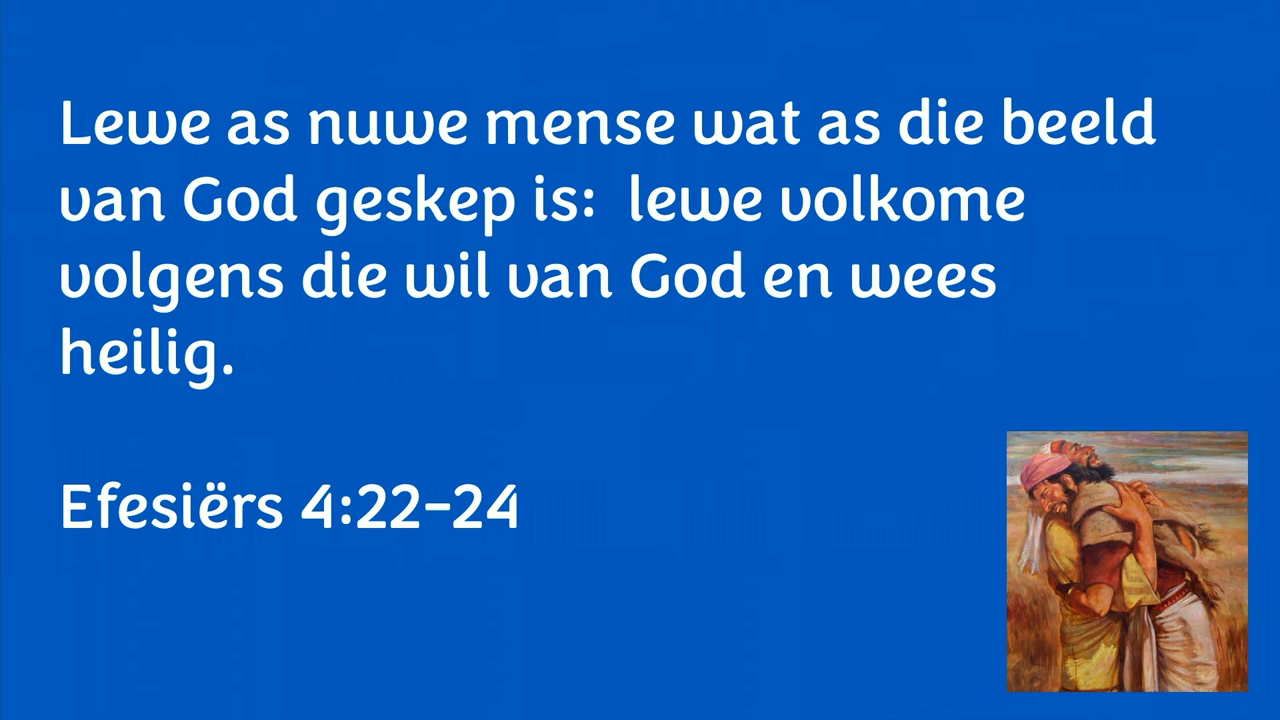 Lewe as nuwe mense wat as die beeld
van God geskep is:  lewe volkome
volgens die wil van God en wees
heilig.
Efesiërs 4:22-24